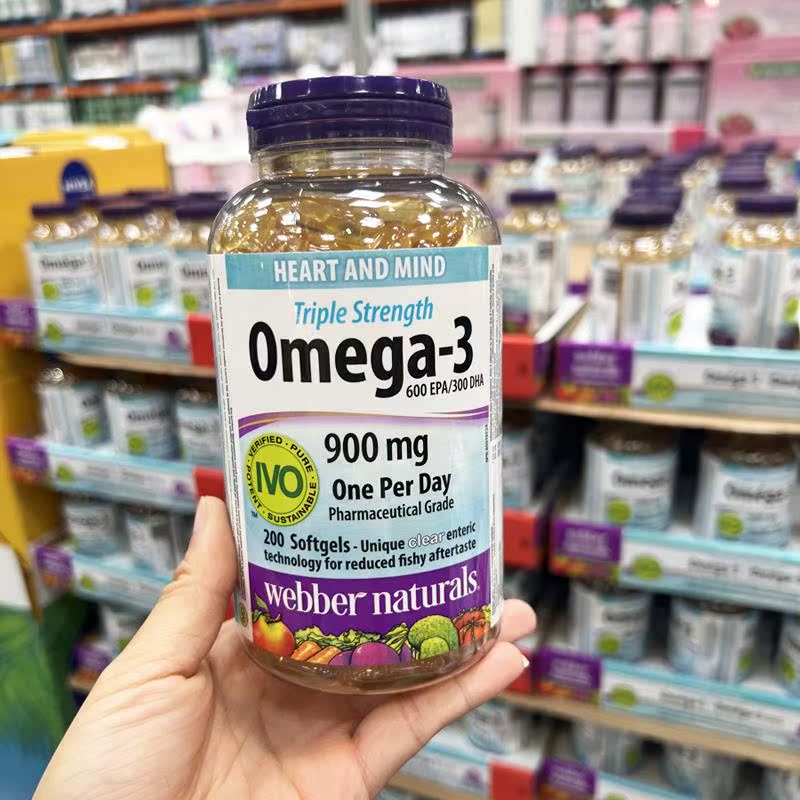 HEART AND MIND
Triple Strength
Omega-3
600 EPA/300 DHA
900 mg
IVO
VERIFIED · PURE · SUSTAINABLE · POTENT
One Per Day
Pharmaceutical Grade
200 Softgels - Unique clear enteric
technology for reduced fishy aftertaste
webber naturals